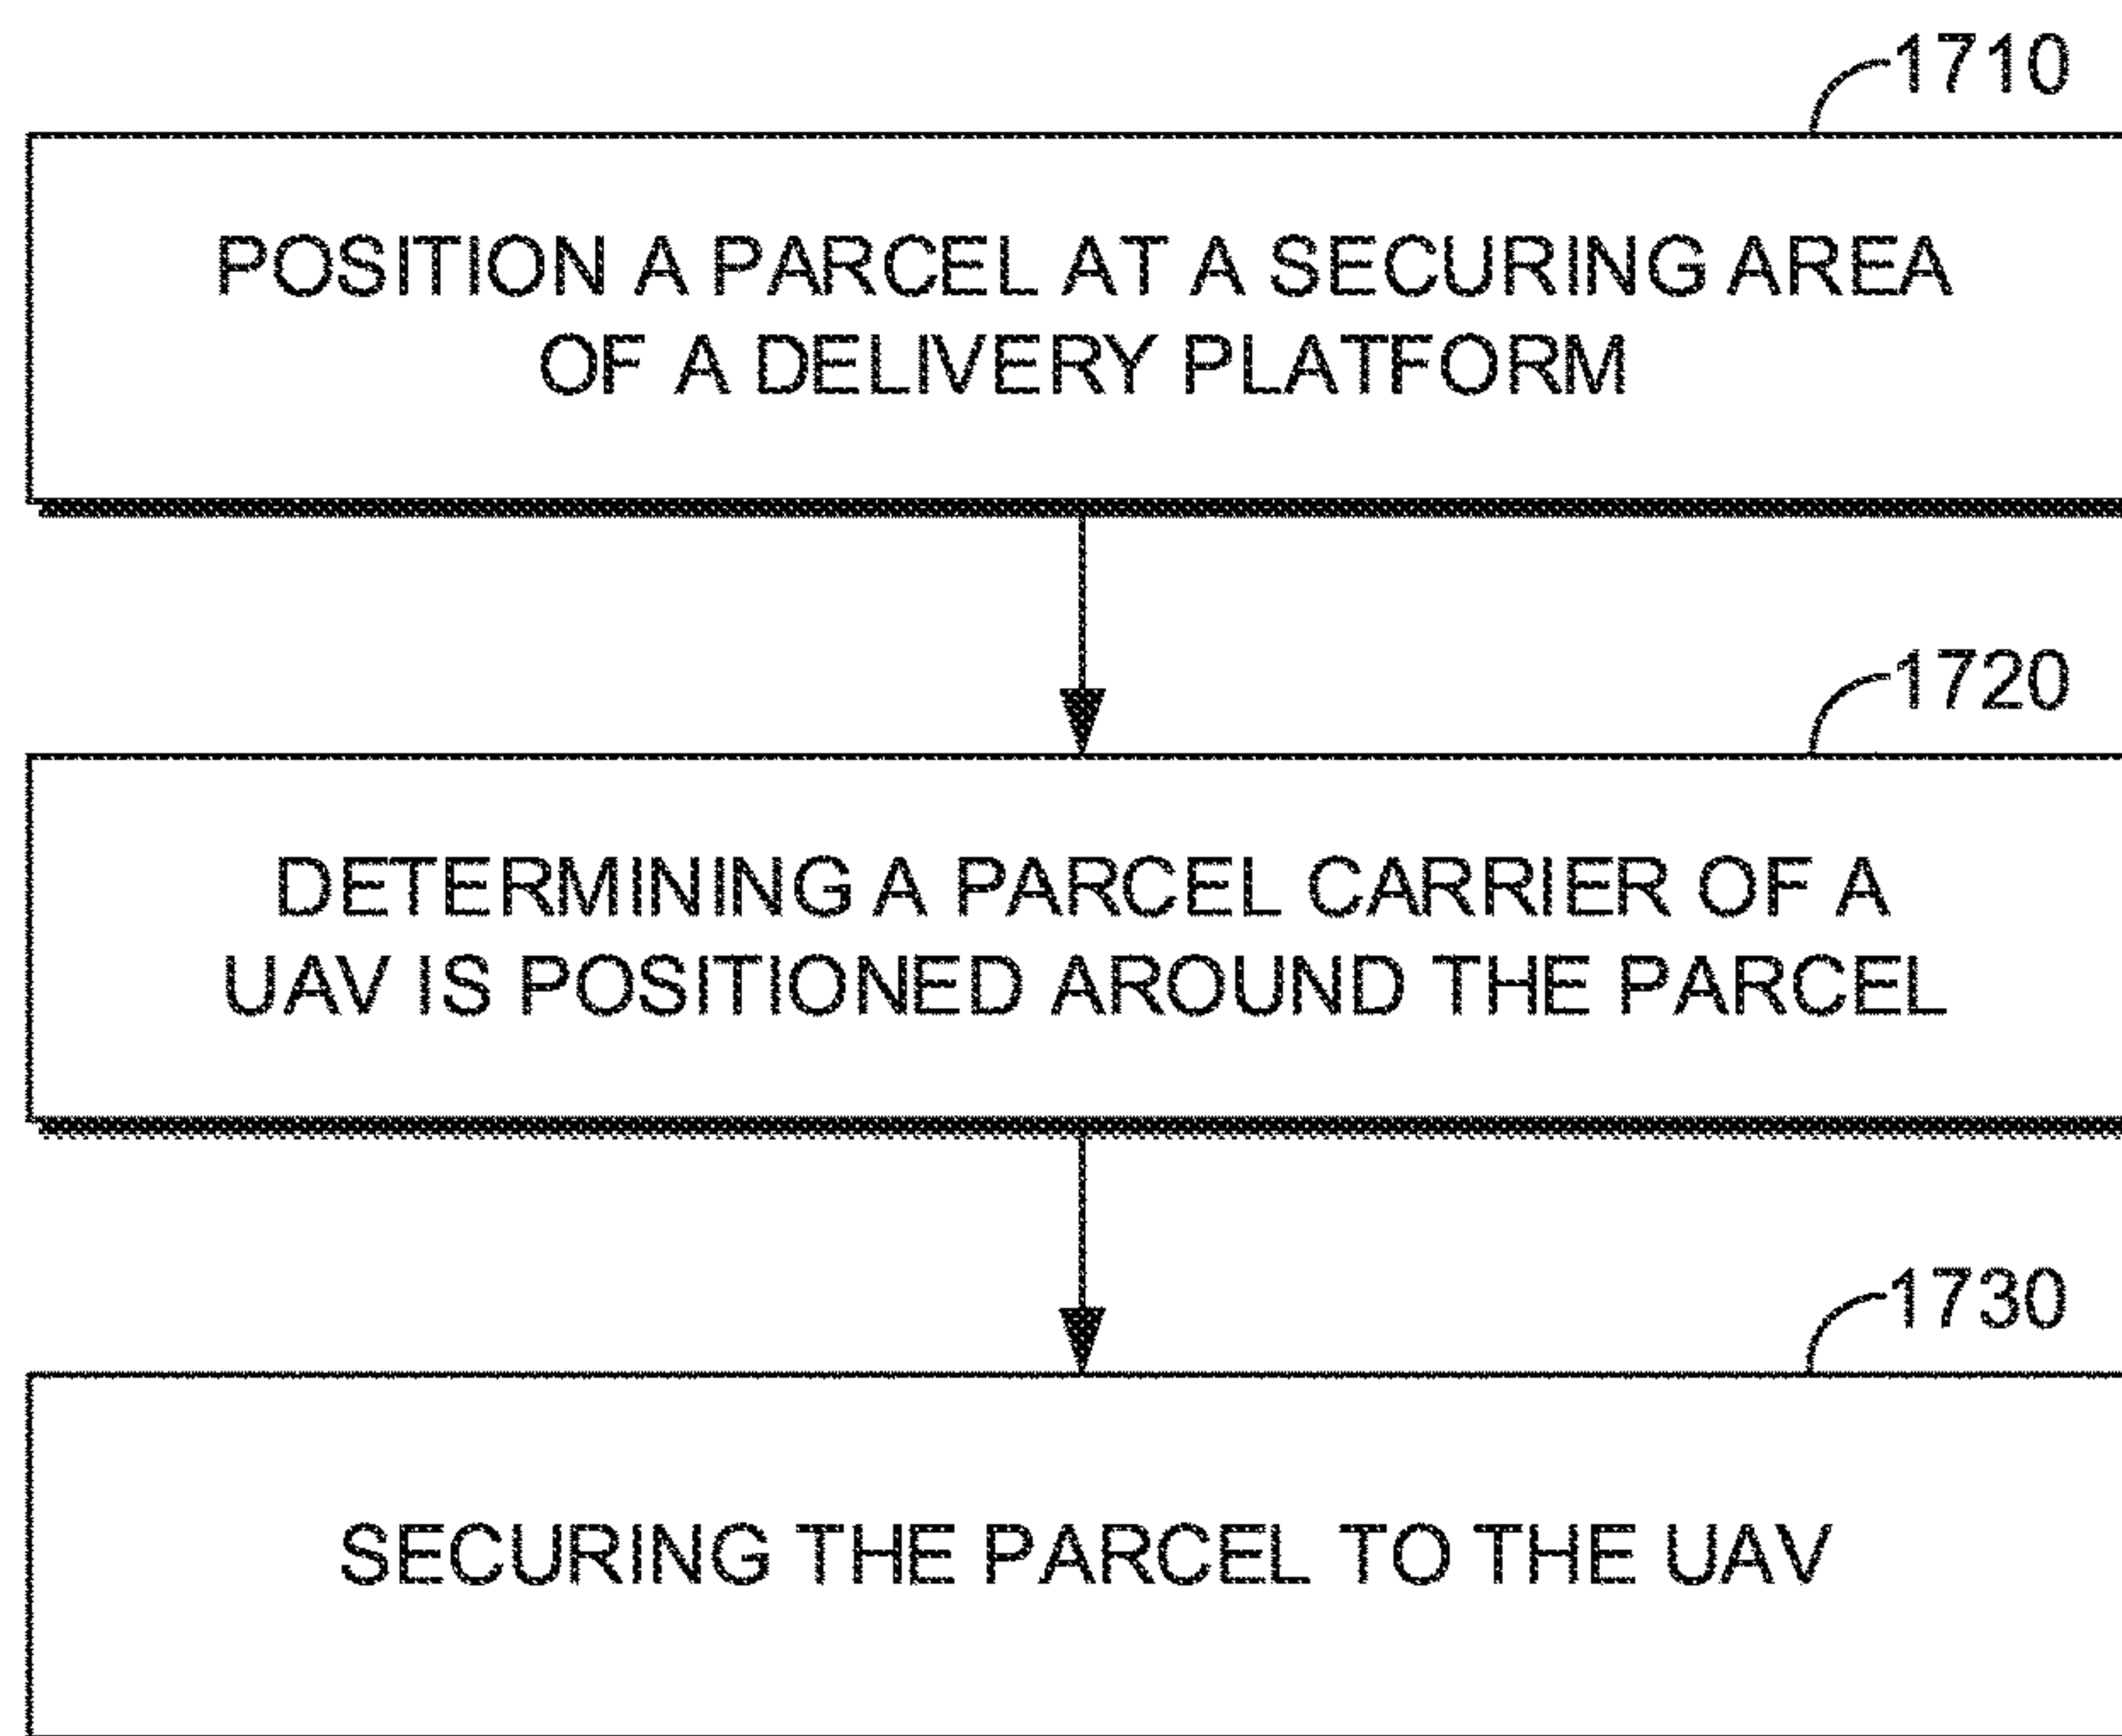 1710
POSITION A PARCEL AT A SECURING AREA
OF A DELIVERY PLATFORM
1720
DETERMINING A PARCEL CARRIER OF A
UAV IS POSITIONED AROUND THE PARCEL
1730
SECURING THE PARCEL TO THE UAV